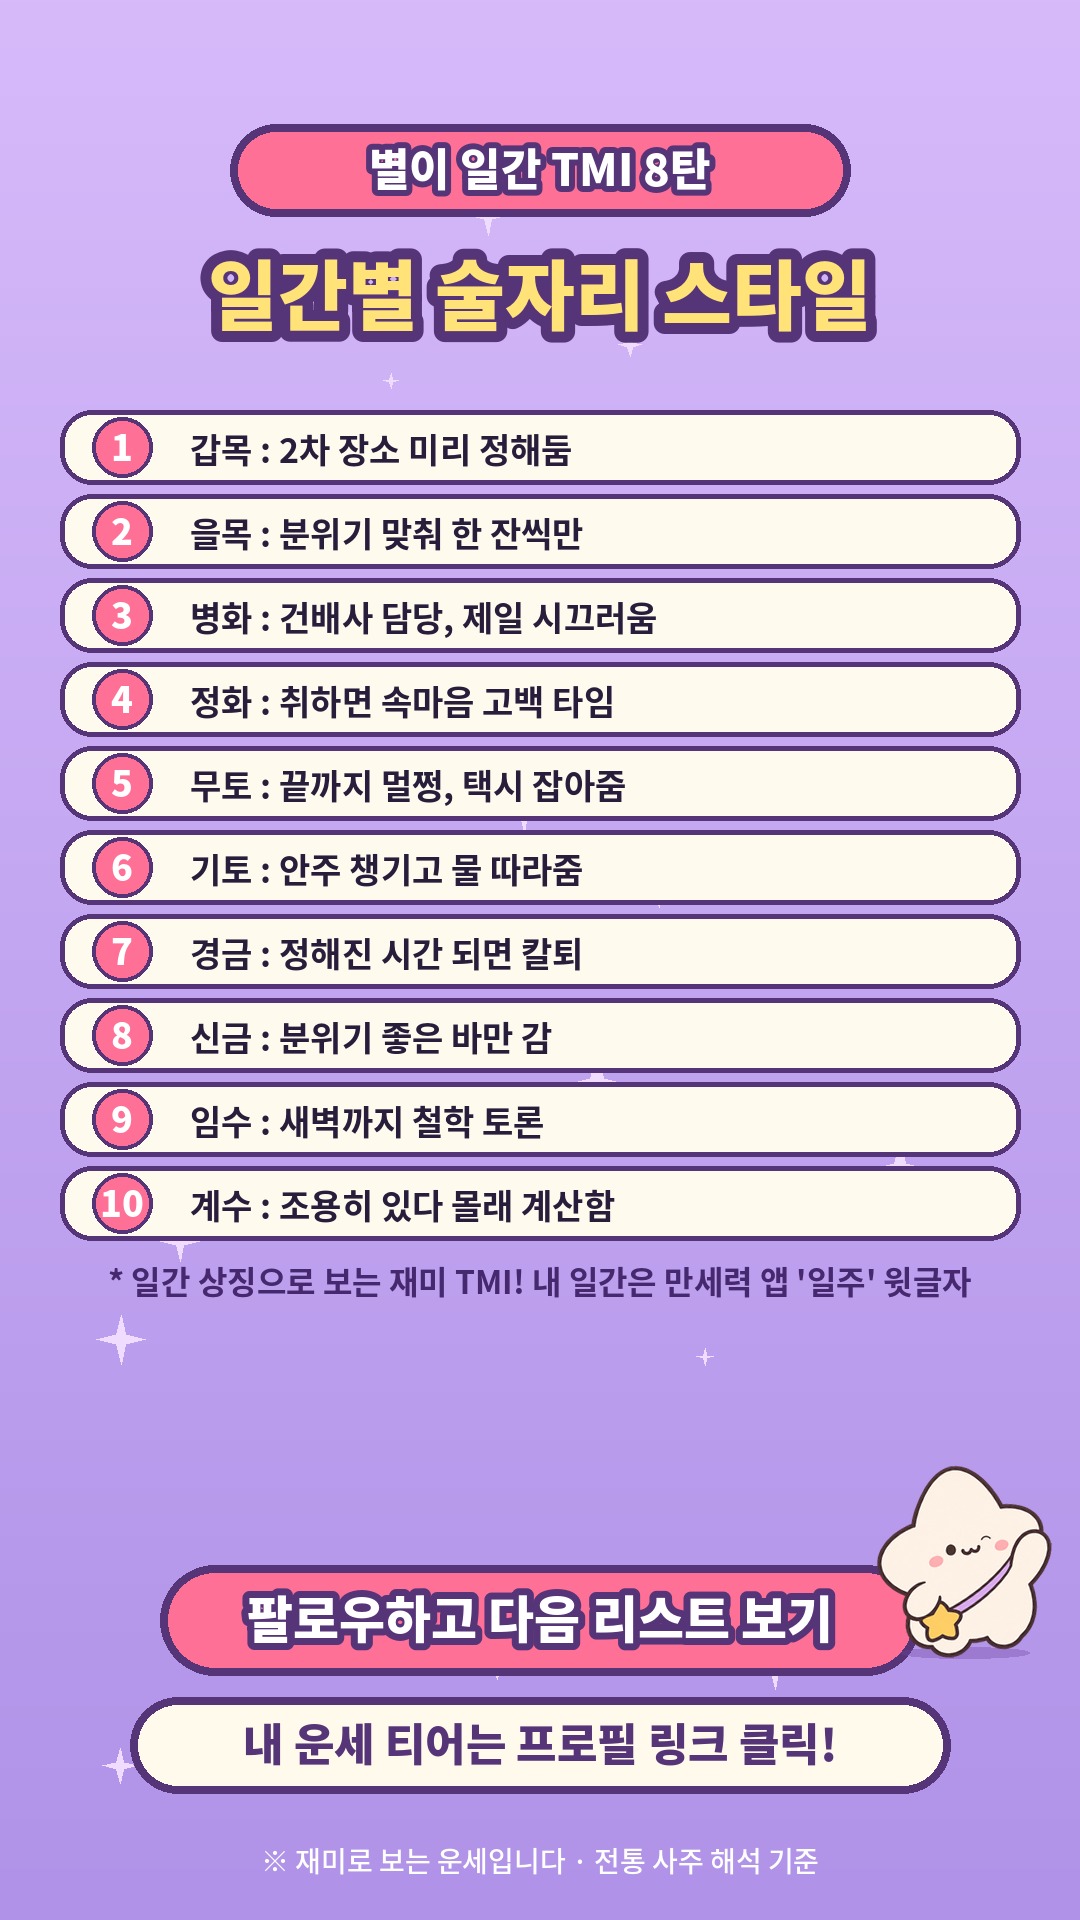 별이 일간 TMI 8탄
일간별 술자리 스타일
1 갑목 : 2차 장소 미리 정해둠
2 을목 : 분위기 맞춰 한 잔씩만
3 병화 : 건배사 담당, 제일 시끄러움
4 정화 : 취하면 속마음 고백 타임
5 무토 : 끝까지 멀쩡, 택시 잡아줌
6 기토 : 안주 챙기고 물 따라줌
7 경금 : 정해진 시간 되면 칼퇴
8 신금 : 분위기 좋은 바만 감
9 임수 : 새벽까지 철학 토론
10 계수 : 조용히 있다 몰래 계산함
* 일간 상징으로 보는 재미 TMI! 내 일간은 만세력 앱 '일주' 윗글자
팔로우하고 다음 리스트 보기
내 운세 티어는 프로필 링크 클릭!
※ 재미로 보는 운세입니다 · 전통 사주 해석 기준